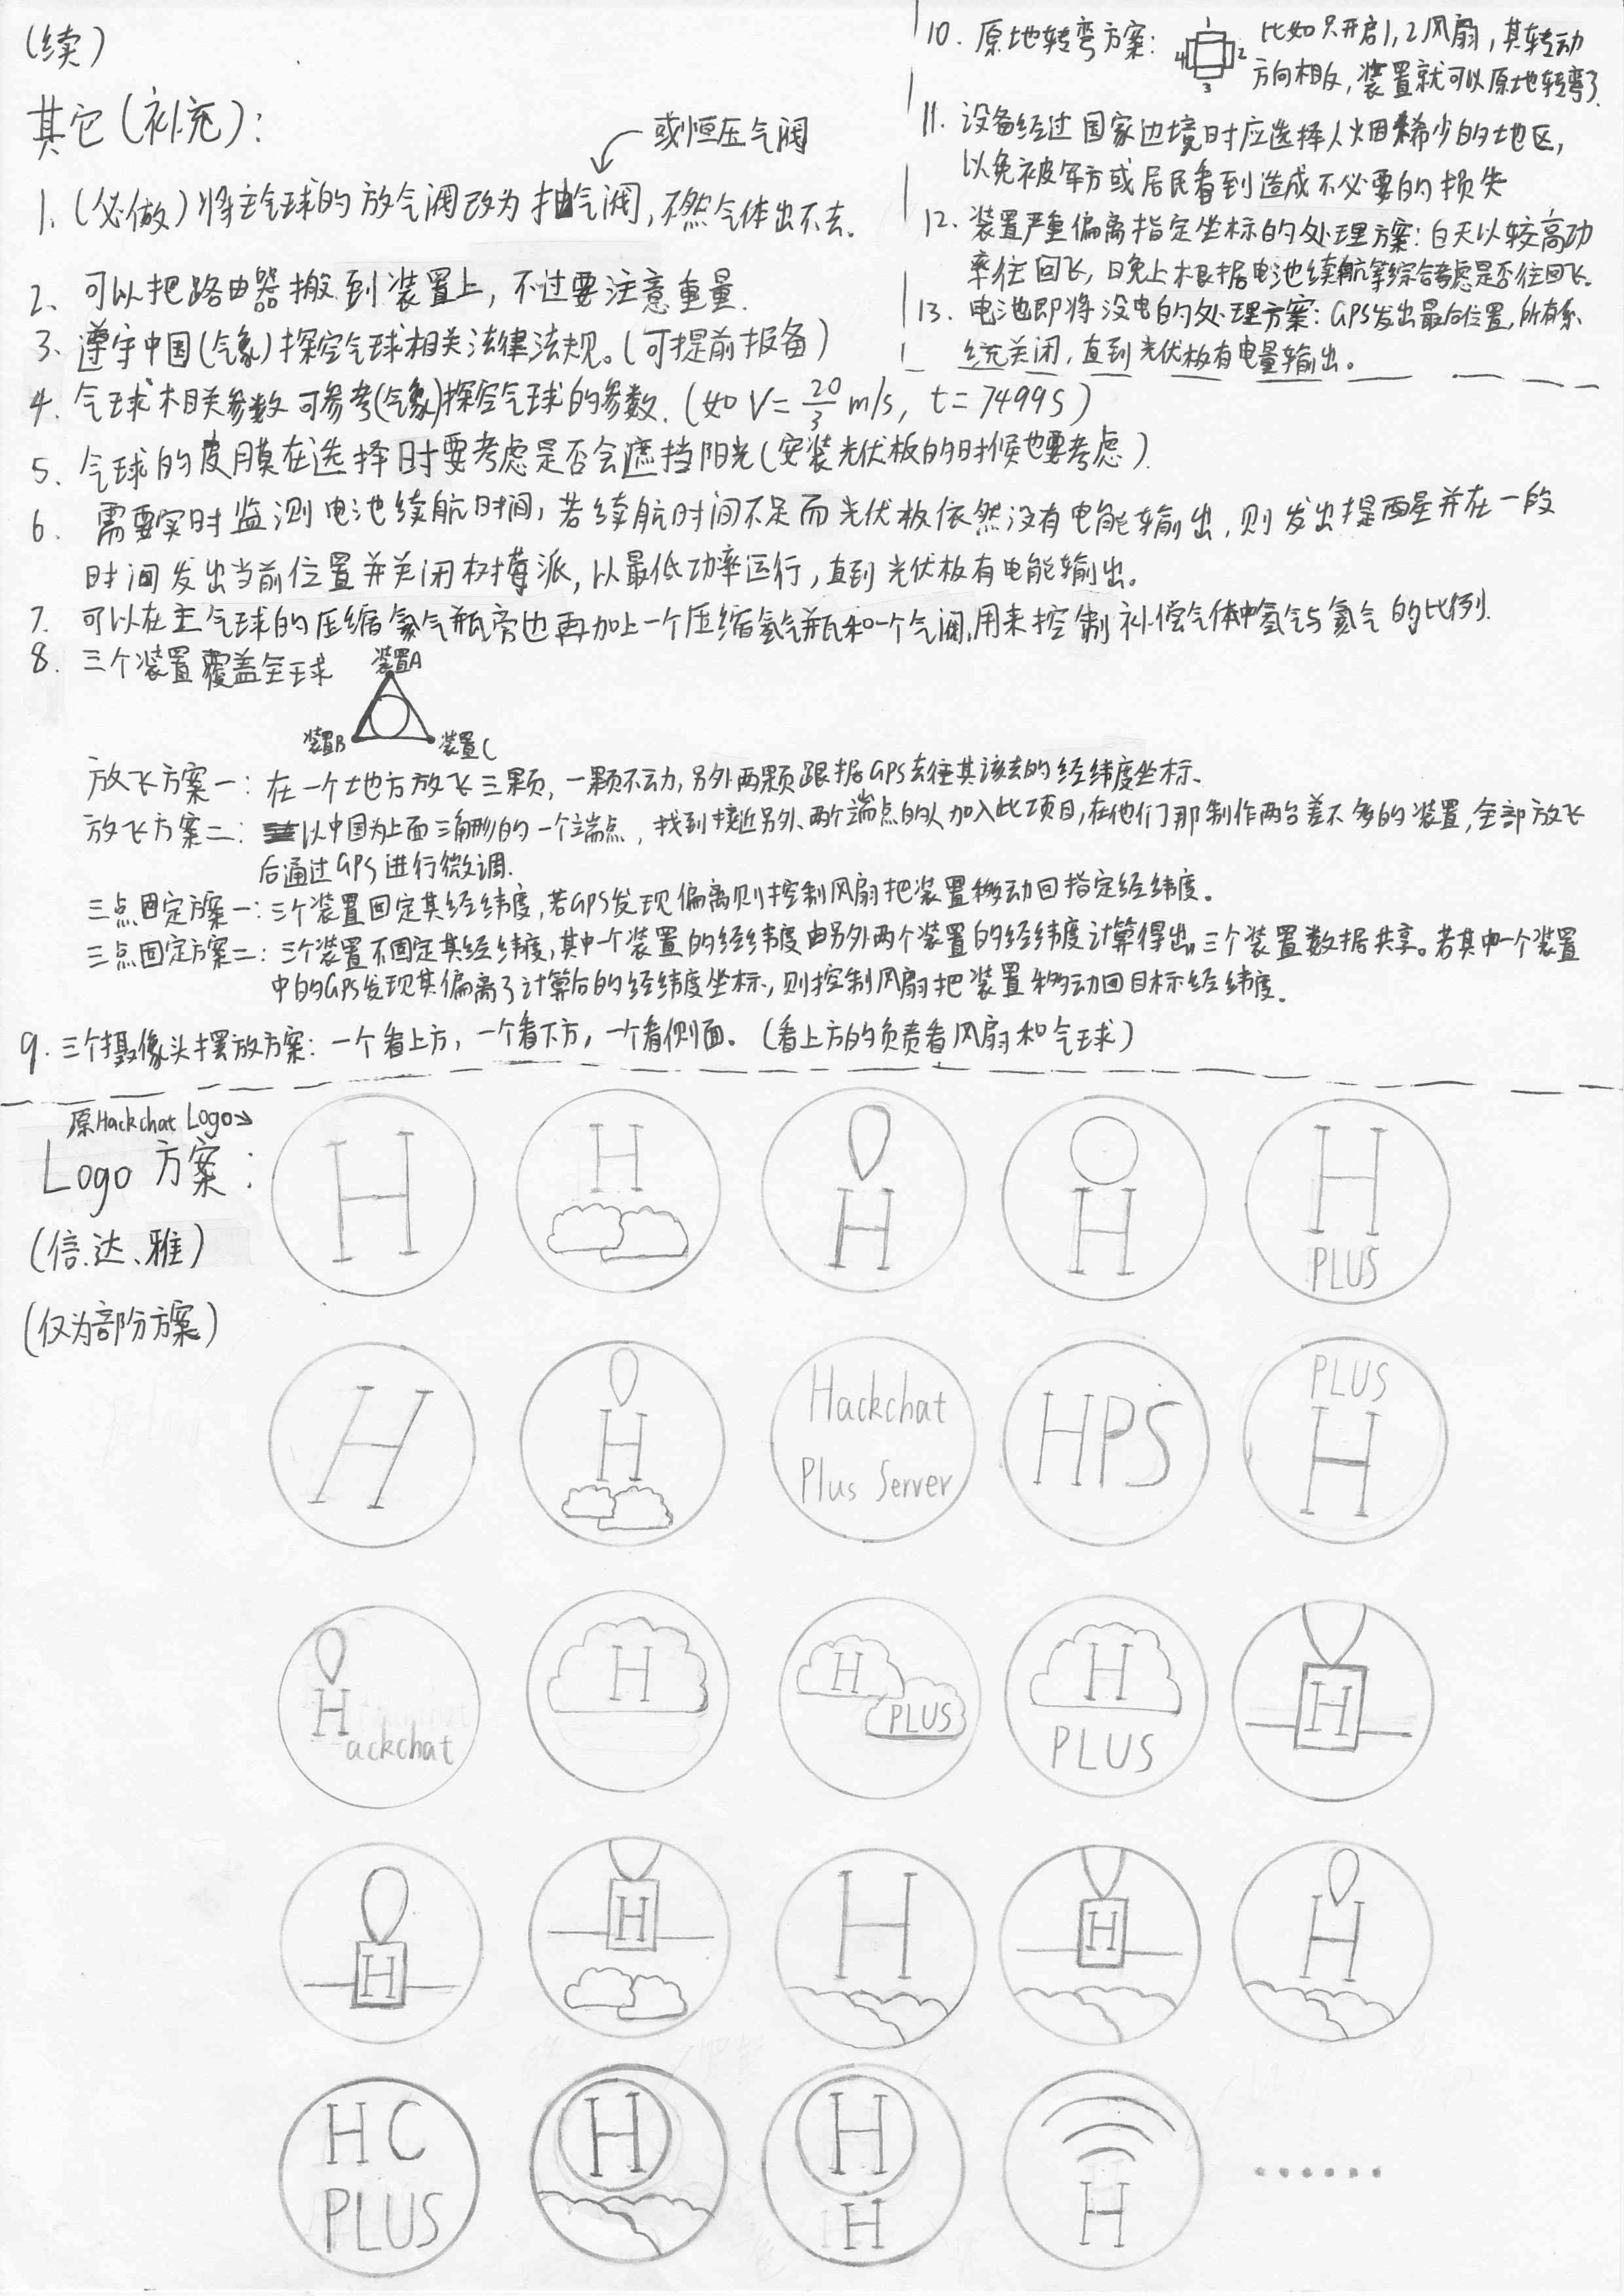 (续)
其它(补充):
或恒压气阀
1. (必做)将主气球的放气阀改为抽气阀,不然气体出不去.
2、可以把路由器搬到装置上,不过要注意重量.
3、遵守中国(气象)探空气球相关法律法规。(可提前报备)
4. 气球相关参数可参考(气象)探空气球的参数.(如V=20/3 m/s, t=7499s)
5、气球的皮膜在选择时要考虑是否会遮挡阳光(安装光伏板的时候也要考虑).
6、需要实时监测电池续航时间,若续航时间不足而光伏板依然没有电能输出,则发出提醒并在一段
时间发出当前位置并关闭树莓派,以最低功率运行,直到光伏板有电能输出。
7. 可以在主气球的压缩氦气瓶旁也再加上一个压缩氢气瓶和一个气阀,用来控制补偿气体中氢气与氦气的比例.
8. 三个装置覆盖全球
装置A
装置B 装置C
放飞方案一:在一个地方放飞三颗,一颗不动,另外两颗跟据GPS去往其该去的经纬度坐标、
放飞方案二:以中国为上面三角形的一个端点,找到接近另外两个端点的人加入此项目,在他们那制作两台差不多的装置,全部放飞
后通过GPS进行微调.
三点固定方案一:三个装置固定其经纬度,若GPS发现偏离则控制风扇把装置移动回指定经纬度。
三点固定方案二:三个装置不固定其经纬度,其中一个装置的经纬度由另外两个装置的经纬度计算得出,三个装置数据共享。若其中一个装置
中的GPS发现其偏离了计算后的经纬度坐标,则控制风扇把装置移动回目标经纬度。
9. 三个摄像头摆放方案:一个看上方,一个看下方,一个看侧面。(看上方的负责看风扇和气球)
10. 原地转弯方案: 1 2 3 4 比如只开启1,2风扇,其转动
方向相反,装置就可以原地转弯了.
11. 设备经过国家边境时应选择人烟稀少的地区,
以免被军方或居民看到造成不必要的损失
12. 装置严重偏离指定坐标的处理方案:白天以较高功
率往回飞,晚上根据电池续航等综合考虑是否往回飞.
13. 电池即将没电的处理方案:GPS发出最后位置,所有系
统关闭,直到光伏板有电量输出。
原Hackchat Logo→
Logo 方案:
(信、达、雅)
(仅为部份方案)
H
H
H
H
H
PLUS
H
H
Hackchat
Plus Server
HPS
PLUS
H
Hackchat
H
H
PLUS
H
PLUS
H
H
H
H
H
H
HC
PLUS
H
H
H
H
······